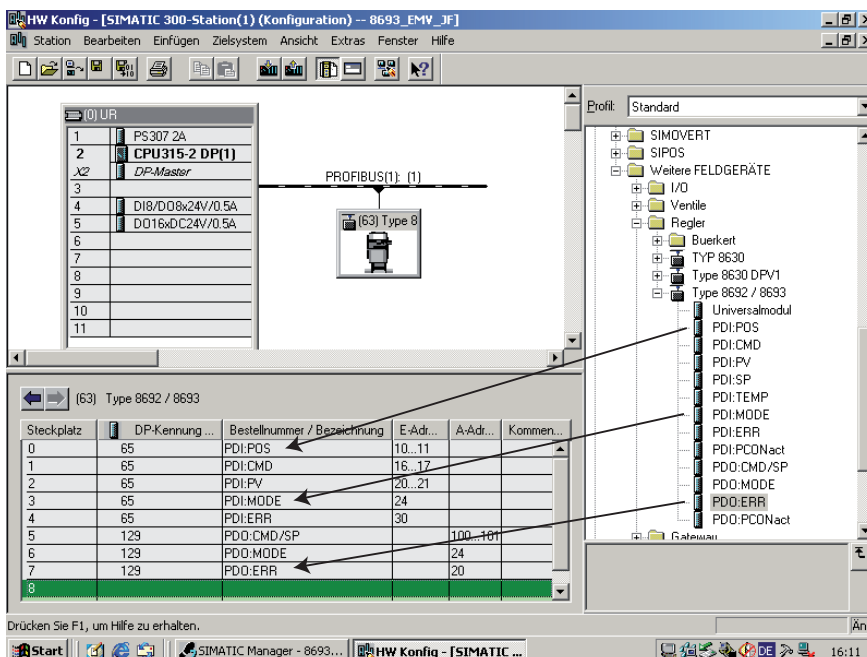 HW Konfig - [SIMATIC 300-Station(1) (Konfiguration) -- 8693_EMV_JF]
Station Bearbeiten Einfügen Zielsystem Ansicht Extras Fenster Hilfe
(0) UR
1 PS307 2A
2 CPU315-2 DP(1)
X2 DP-Master
3
4 DI8/DO8x24V/0.5A
5 DO16xDC24V/0.5A
6
7
8
9
10
11
PROFIBUS(1): (1)
(63) Type 8
Profil: Standard
SIMOVERT
SIPOS
Weitere FELDGERÄTE
I/O
Ventile
Regler
Buerkert
TYP 8630
Type 8630 DPV1
Type 8692 / 8693
Universalmodul
PDI:POS
PDI:CMD
PDI:PV
PDI:SP
PDI:TEMP
PDI:MODE
PDI:ERR
PDI:PCONact
PDO:CMD/SP
PDO:MODE
PDO:ERR
PDO:PCONact
Gateway
(63) Type 8692 / 8693
Steckplatz DP-Kennung ... Bestellnummer / Bezeichnung E-Adr... A-Adr... Kommen...
0 65 PDI:POS 10...11
1 65 PDI:CMD 16...17
2 65 PDI:PV 20...21
3 65 PDI:MODE 24
4 65 PDI:ERR 30
5 129 PDO:CMD/SP 100...101
6 129 PDO:MODE 24
7 129 PDO:ERR 20
8
Drücken Sie F1, um Hilfe zu erhalten. Än
Start SIMATIC Manager - 8693... HW Konfig - [SIMATIC ... DE 16:11